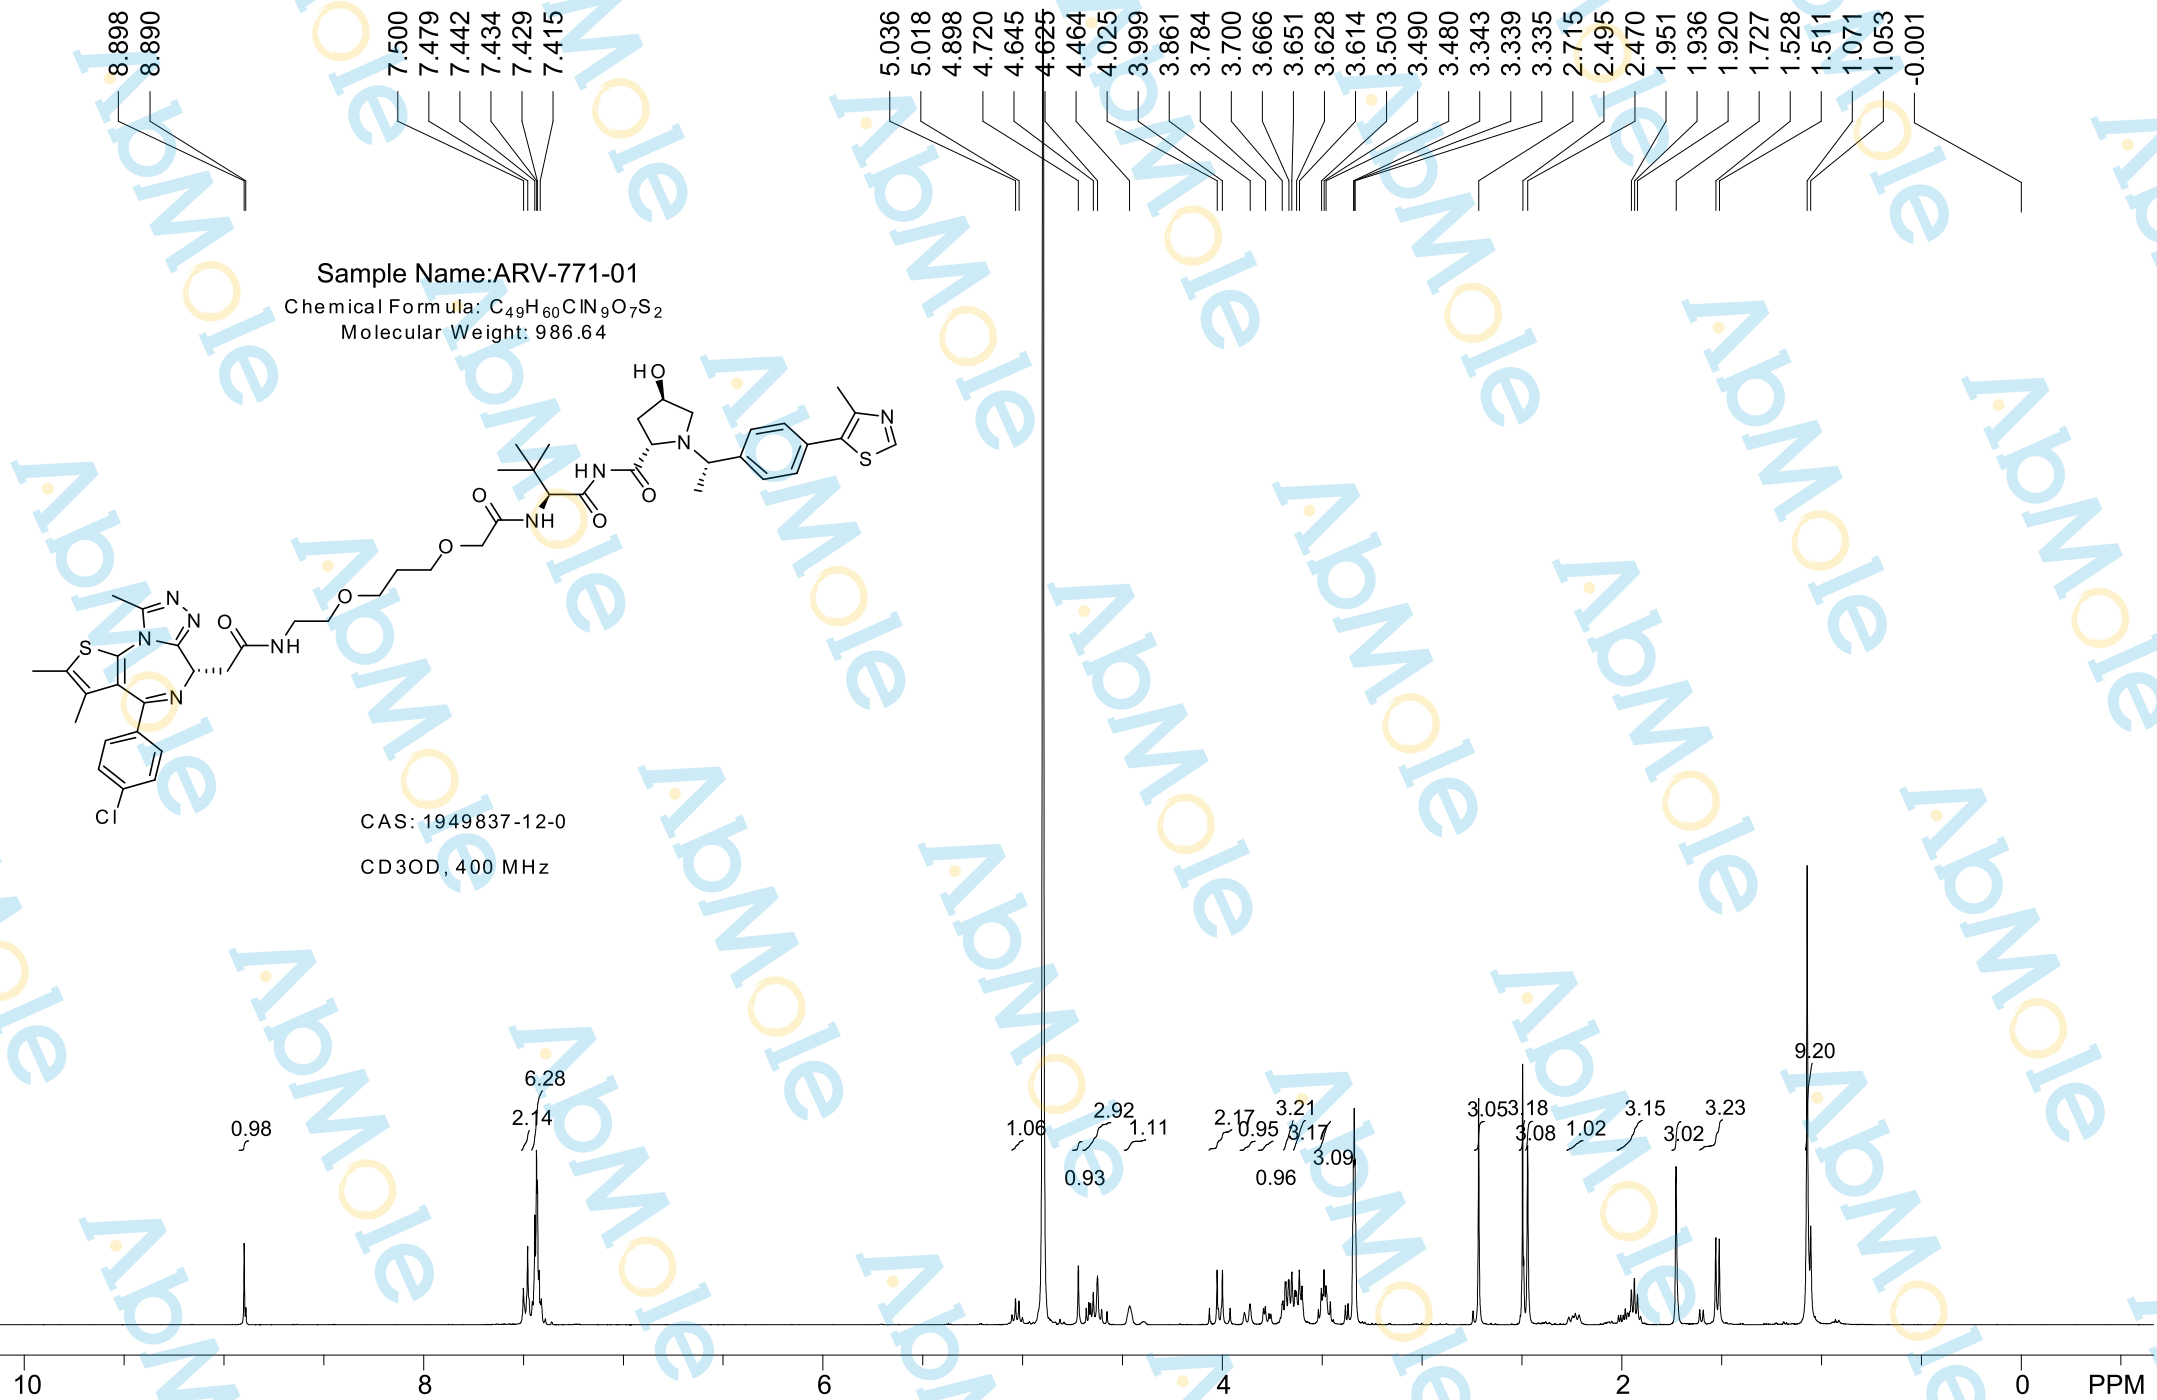 8.898
8.890
7.500
7.479
7.442
7.434
7.429
7.415
5.036
5.018
4.898
4.720
4.645
4.625
4.464
4.025
3.999
3.861
3.784
3.700
3.666
3.651
3.628
3.614
3.503
3.490
3.480
3.343
3.339
3.335
2.715
2.495
2.470
1.951
1.936
1.920
1.727
1.528
1.511
1.071
1.053
-0.001
Sample Name:ARV-771-01
Chemical Formula: C49H60ClN9O7S2
Molecular Weight: 986.64
HO
N
N
S
HN
O
O
O
NH
O
O
N
N
N
S
O
NH
N
Cl
CAS: 1949837-12-0
CD3OD, 400 MHz
0.98
6.28
2.14
1.06
2.92
0.93
1.11
2.17
0.95
0.96
3.21
3.17
3.09
3.05
3.18
3.08
1.02
3.15
3.02
3.23
9.20
10
8
6
4
2
0
PPM
AbMole